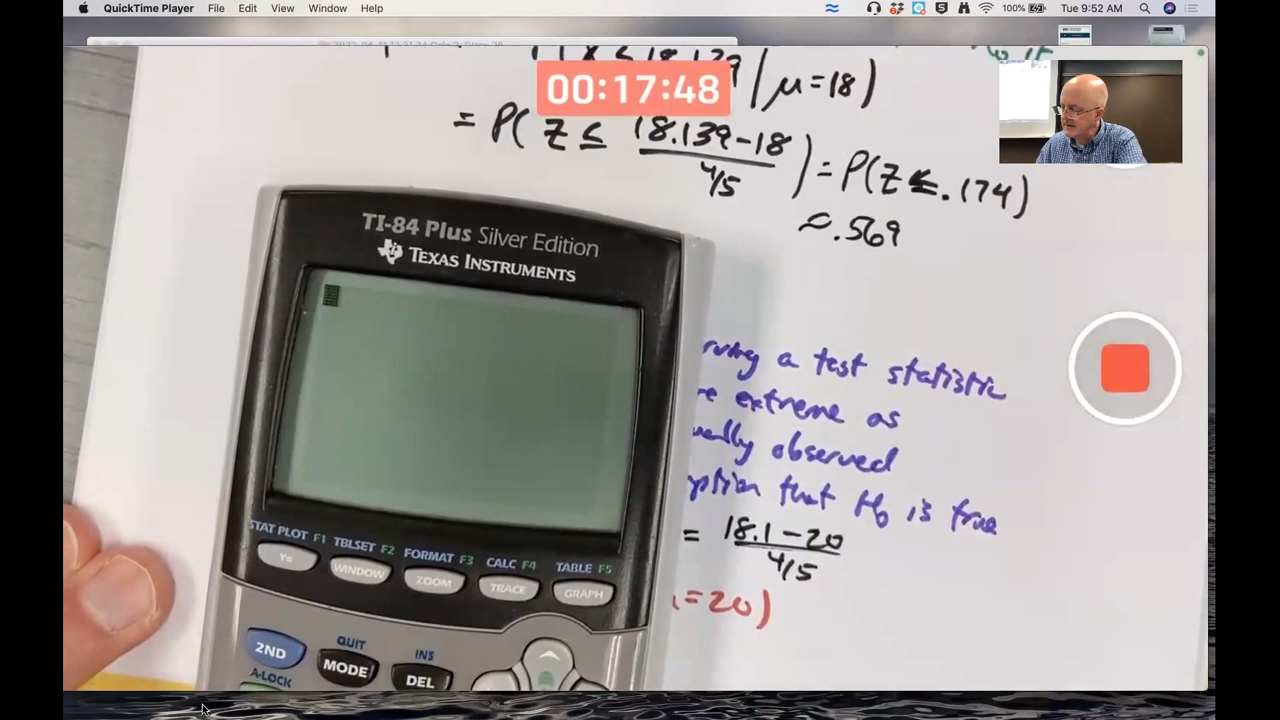 QuickTime Player File Edit View Window Help
100% Tue 9:52 AM
00:17:48
/ μ=18)
= P( Z ≤ 18.139-18
4/5
) = P(Z ≤ .174)
≈ .569
TI-84 Plus Silver Edition
TEXAS INSTRUMENTS
a test statistic
extreme as
observed
that H₀ is true
= 18.1-20
4/5
=20)
STAT PLOT F1 TBLSET F2 FORMAT F3 CALC F4 TABLE F5
Y= WINDOW ZOOM TRACE GRAPH
QUIT INS
2ND MODE DEL
A-LOCK